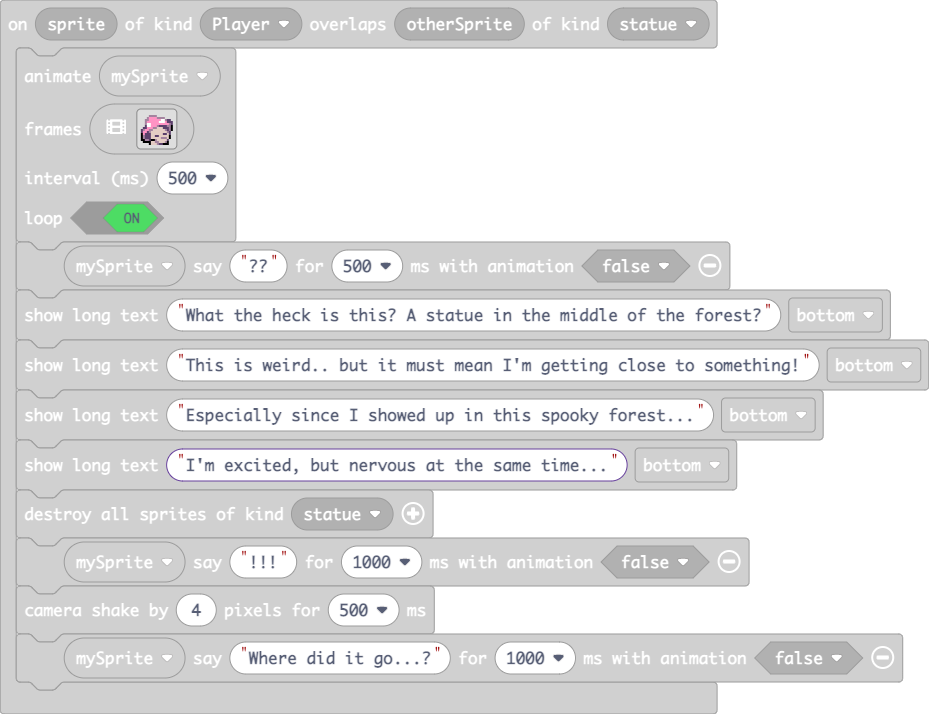 on sprite of kind Player overlaps otherSprite of kind statue
animate mySprite
frames
interval (ms) 500
loop ON
mySprite say "??" for 500 ms with animation false
show long text "What the heck is this? A statue in the middle of the forest?" bottom
show long text "This is weird.. but it must mean I'm getting close to something!" bottom
show long text "Especially since I showed up in this spooky forest..." bottom
show long text "I'm excited, but nervous at the same time..." bottom
destroy all sprites of kind statue
mySprite say "!!!" for 1000 ms with animation false
camera shake by 4 pixels for 500 ms
mySprite say "Where did it go...?" for 1000 ms with animation false